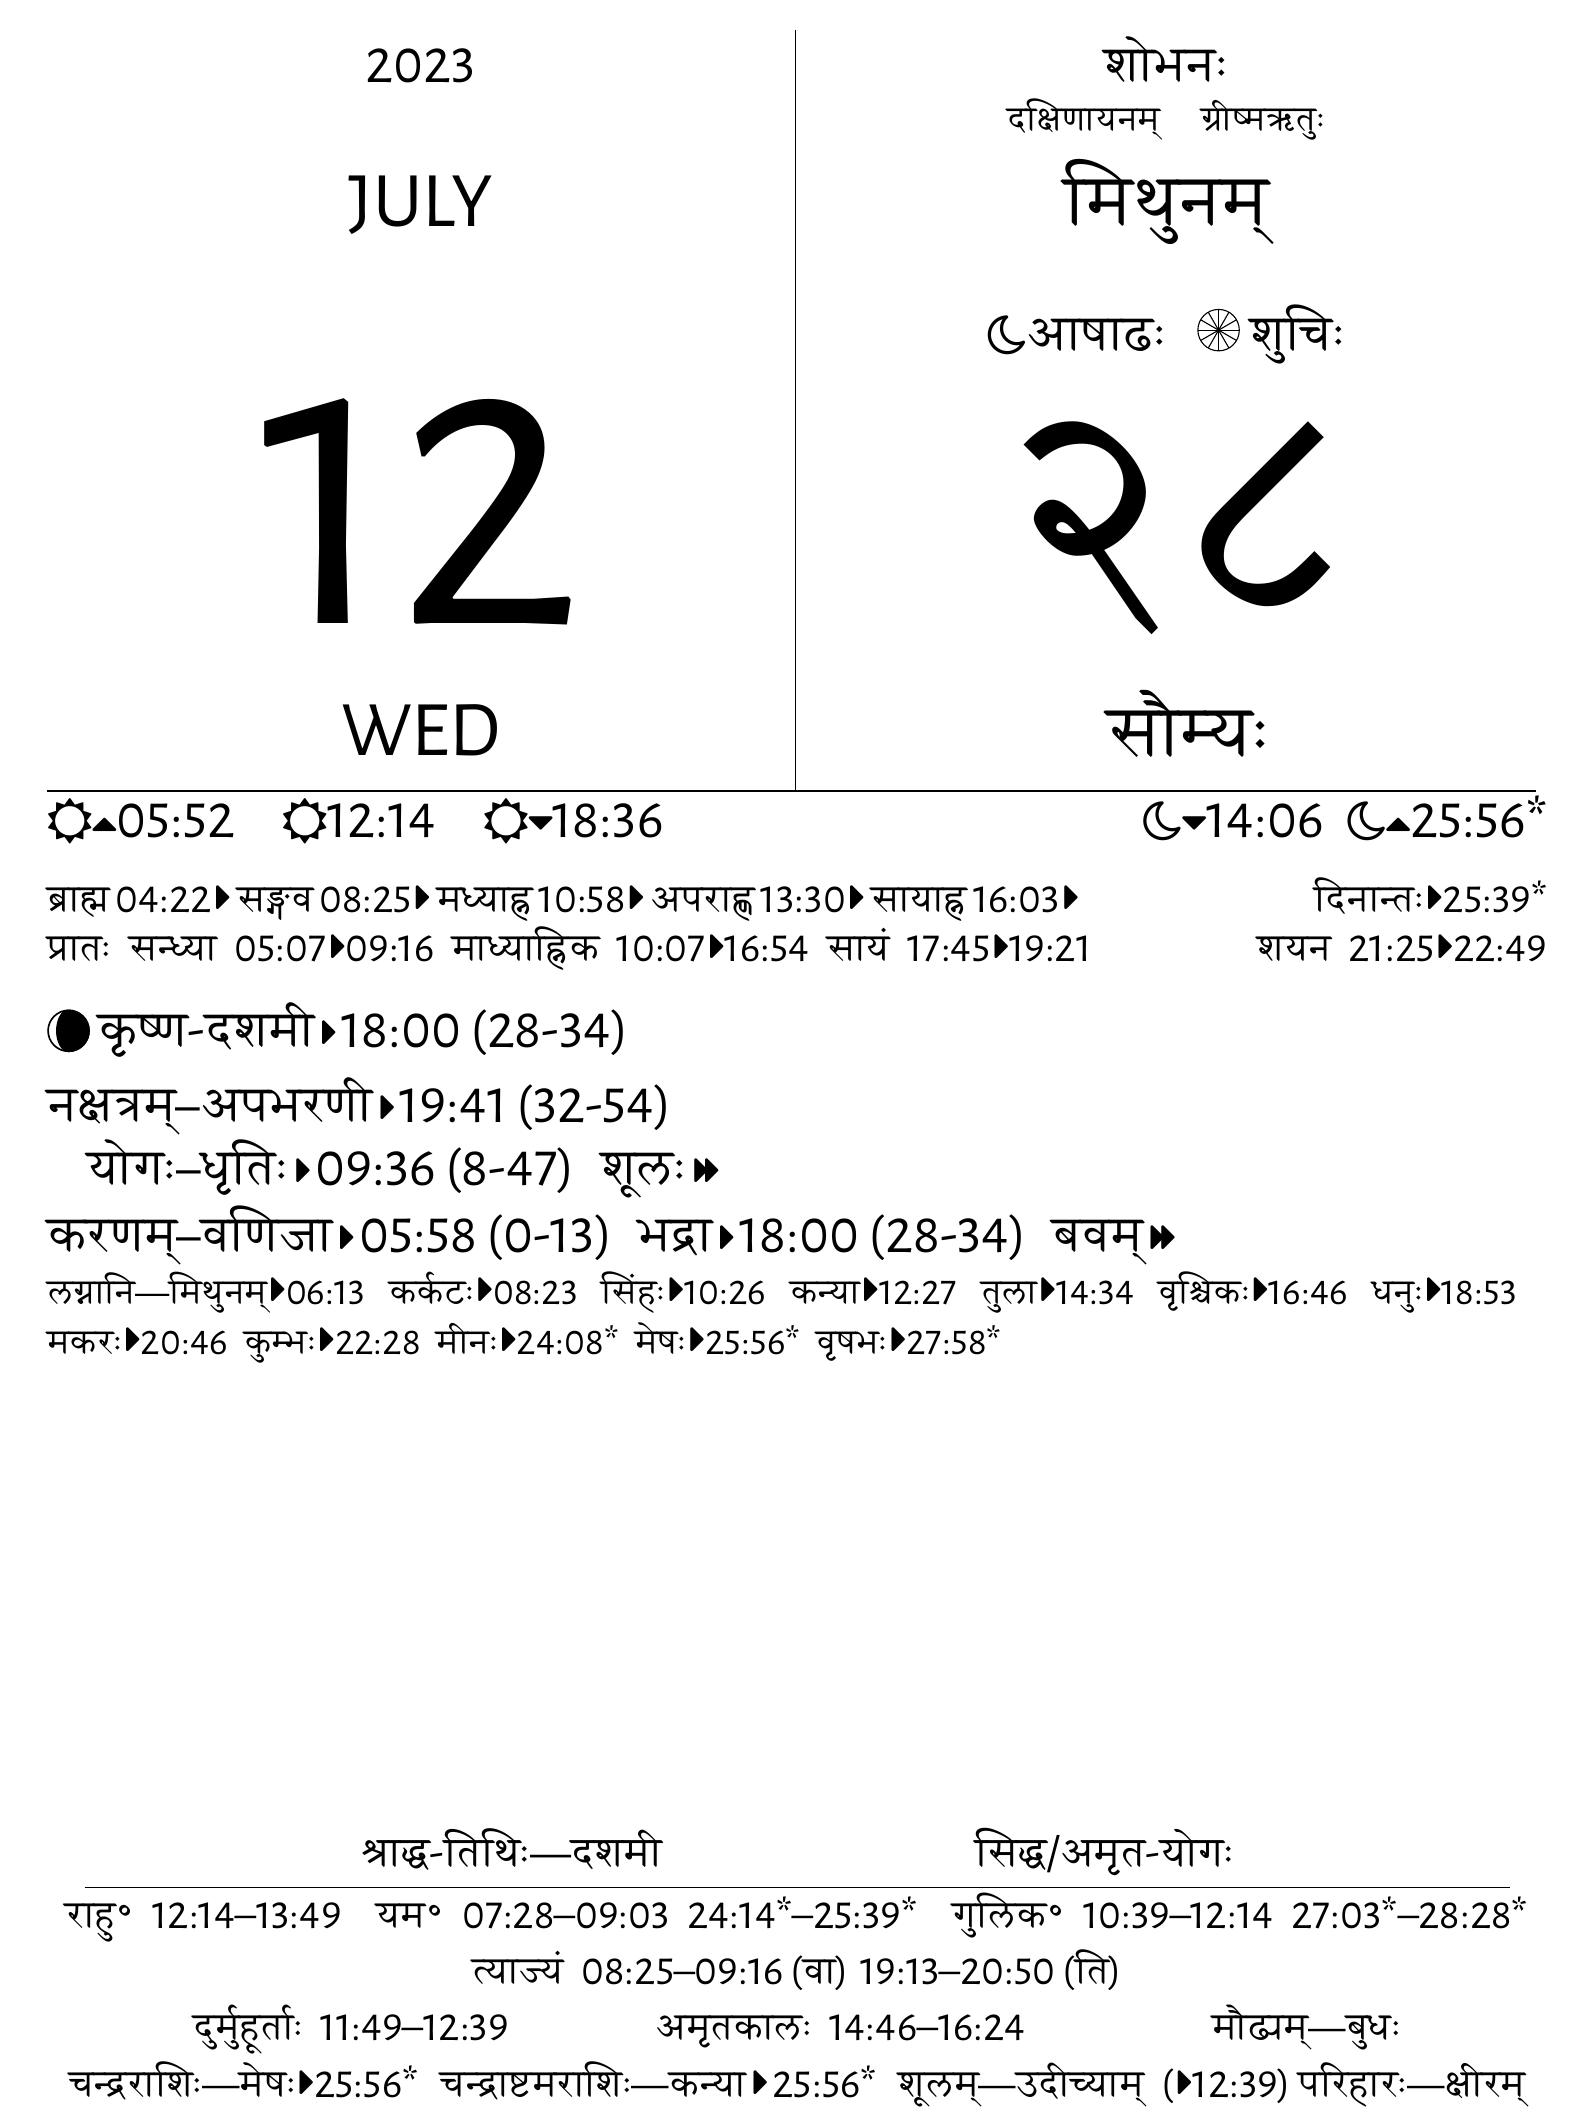 2023
JULY
12
WED
शोभनः
दक्षिणायनम् ग्रीष्मऋतुः
मिथुनम्
आषाढः शुचिः
२८
सौम्यः
05:52 12:14 18:36 14:06 25:56*
ब्राह्म 04:22 सङ्गव 08:25 मध्याह्न 10:58 अपराह्ण 13:30 सायाह्न 16:03 दिनान्तः 25:39*
प्रातः सन्ध्या 05:07 09:16 माध्याह्निक 10:07 16:54 सायं 17:45 19:21 शयन 21:25 22:49
कृष्ण-दशमी 18:00 (28-34)
नक्षत्रम्–अपभरणी 19:41 (32-54)
योगः–धृतिः 09:36 (8-47) शूलः
करणम्–वणिजा 05:58 (0-13) भद्रा 18:00 (28-34) बवम्
लग्नानि—मिथुनम् 06:13 कर्कटः 08:23 सिंहः 10:26 कन्या 12:27 तुला 14:34 वृश्चिकः 16:46 धनुः 18:53
मकरः 20:46 कुम्भः 22:28 मीनः 24:08* मेषः 25:56* वृषभः 27:58*
श्राद्ध-तिथिः—दशमी सिद्ध/अमृत-योगः
राहु॰ 12:14–13:49 यम॰ 07:28–09:03 24:14*–25:39* गुलिक॰ 10:39–12:14 27:03*–28:28*
त्याज्यं 08:25–09:16 (वा) 19:13–20:50 (ति)
दुर्मुहूर्ताः 11:49–12:39 अमृतकालः 14:46–16:24 मौढ्यम्—बुधः
चन्द्रराशिः—मेषः 25:56* चन्द्राष्टमराशिः—कन्या 25:56* शूलम्—उदीच्याम् (12:39) परिहारः—क्षीरम्